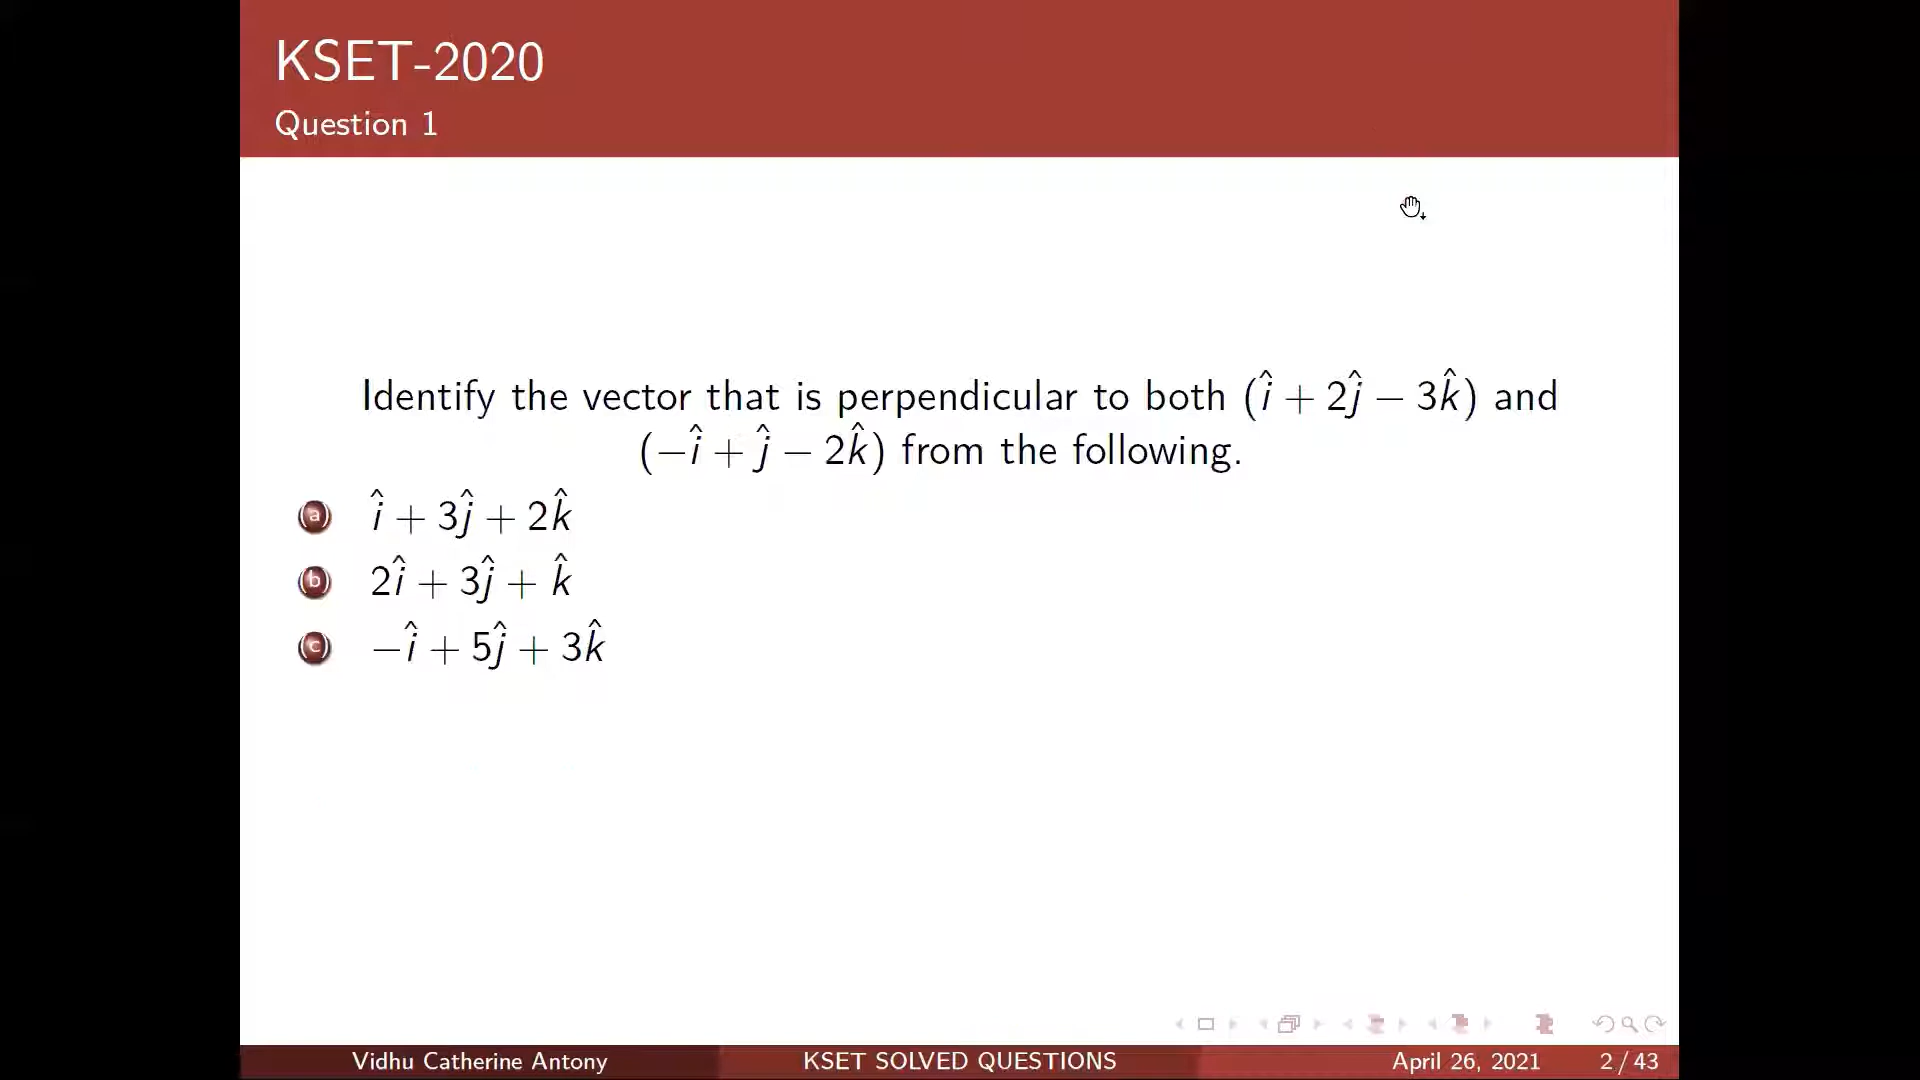 KSET-2020
Question 1
Identify the vector that is perpendicular to both (î + 2ĵ − 3k̂) and
(−î + ĵ − 2k̂) from the following.
(a) î + 3ĵ + 2k̂
(b) 2î + 3ĵ + k̂
(c) −î + 5ĵ + 3k̂
Vidhu Catherine Antony KSET SOLVED QUESTIONS April 26, 2021 2 / 43